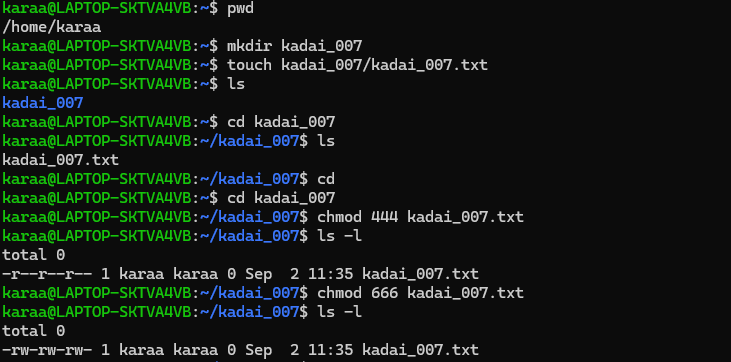 karaa@LAPTOP-SKTVA4VB:~$ pwd
/home/karaa
karaa@LAPTOP-SKTVA4VB:~$ mkdir kadai_007
karaa@LAPTOP-SKTVA4VB:~$ touch kadai_007/kadai_007.txt
karaa@LAPTOP-SKTVA4VB:~$ ls
kadai_007
karaa@LAPTOP-SKTVA4VB:~$ cd kadai_007
karaa@LAPTOP-SKTVA4VB:~/kadai_007$ ls
kadai_007.txt
karaa@LAPTOP-SKTVA4VB:~/kadai_007$ cd
karaa@LAPTOP-SKTVA4VB:~$ cd kadai_007
karaa@LAPTOP-SKTVA4VB:~/kadai_007$ chmod 444 kadai_007.txt
karaa@LAPTOP-SKTVA4VB:~/kadai_007$ ls -l
total 0
-r--r--r-- 1 karaa karaa 0 Sep  2 11:35 kadai_007.txt
karaa@LAPTOP-SKTVA4VB:~/kadai_007$ chmod 666 kadai_007.txt
karaa@LAPTOP-SKTVA4VB:~/kadai_007$ ls -l
total 0
-rw-rw-rw- 1 karaa karaa 0 Sep  2 11:35 kadai_007.txt